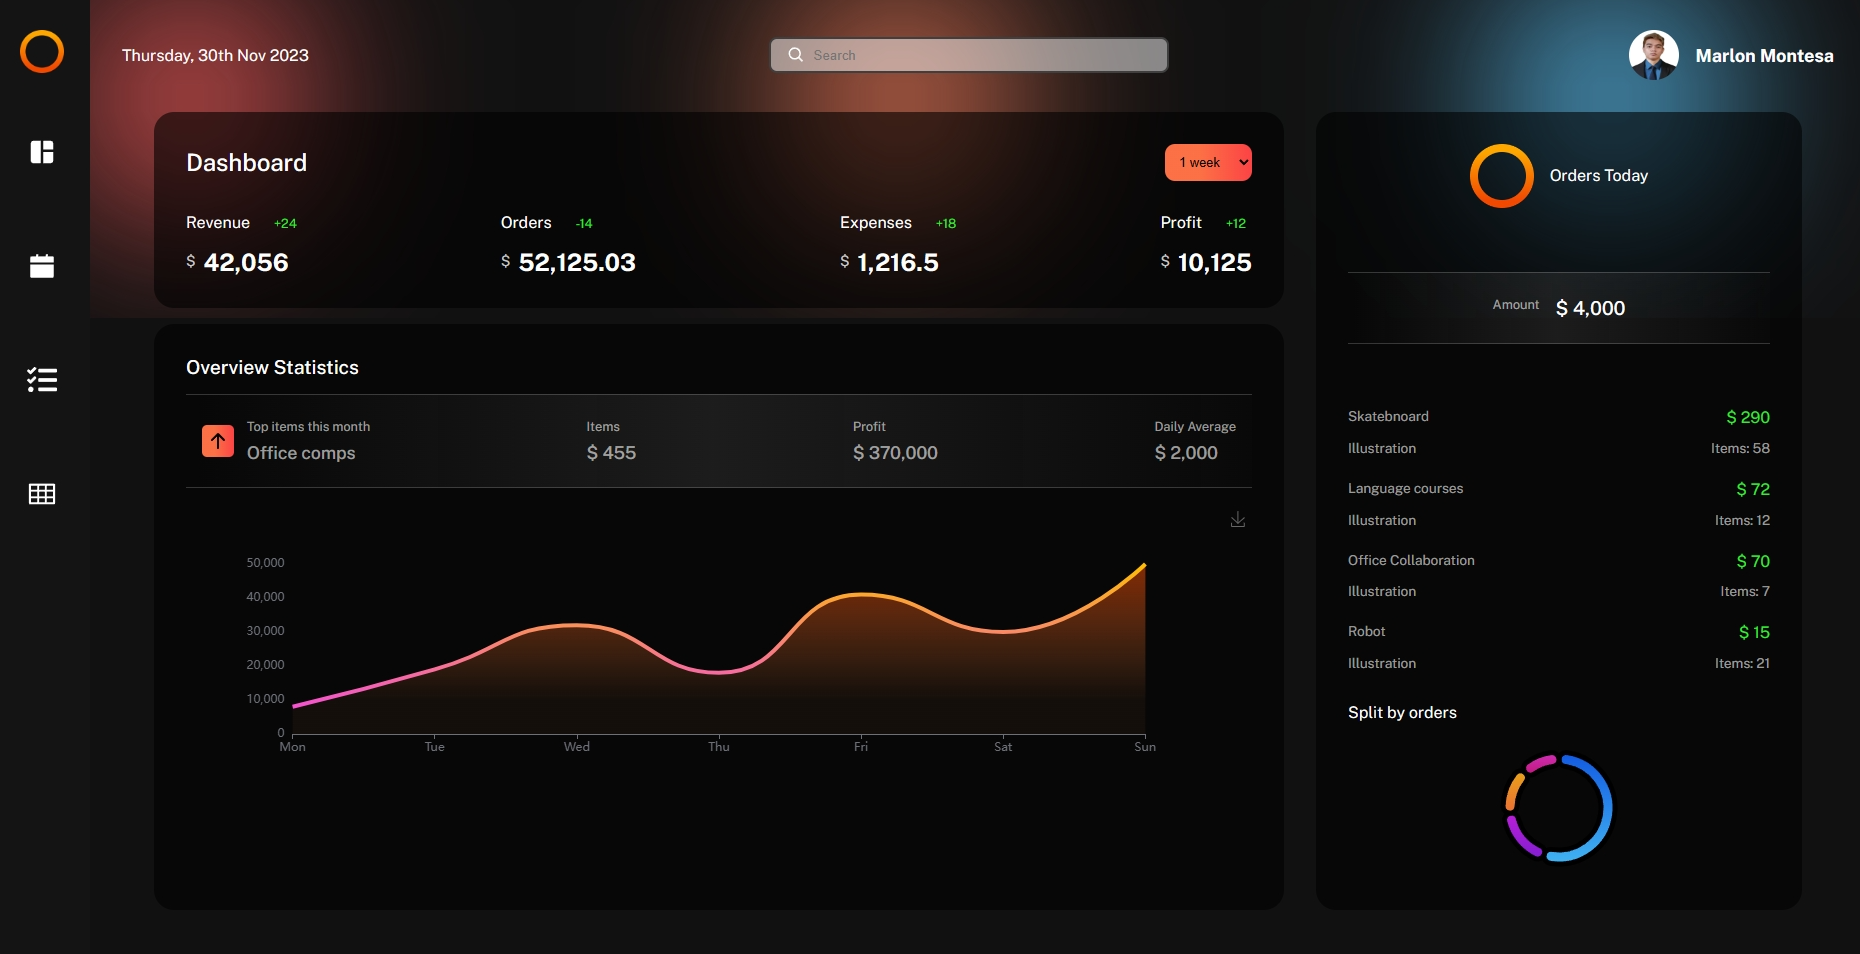 Thursday, 30th Nov 2023
Search
Marlon Montesa
Dashboard
1 week
Revenue +24
$ 42,056
Orders -14
$ 52,125.03
Expenses +18
$ 1,216.5
Profit +12
$ 10,125
Overview Statistics
Top items this month
Office comps
Items
$ 455
Profit
$ 370,000
Daily Average
$ 2,000
50,000
40,000
30,000
20,000
10,000
0
Mon Tue Wed Thu Fri Sat Sun
Orders Today
Amount $ 4,000
Skatebnoard $ 290
Illustration Items: 58
Language courses $ 72
Illustration Items: 12
Office Collaboration $ 70
Illustration Items: 7
Robot $ 15
Illustration Items: 21
Split by orders